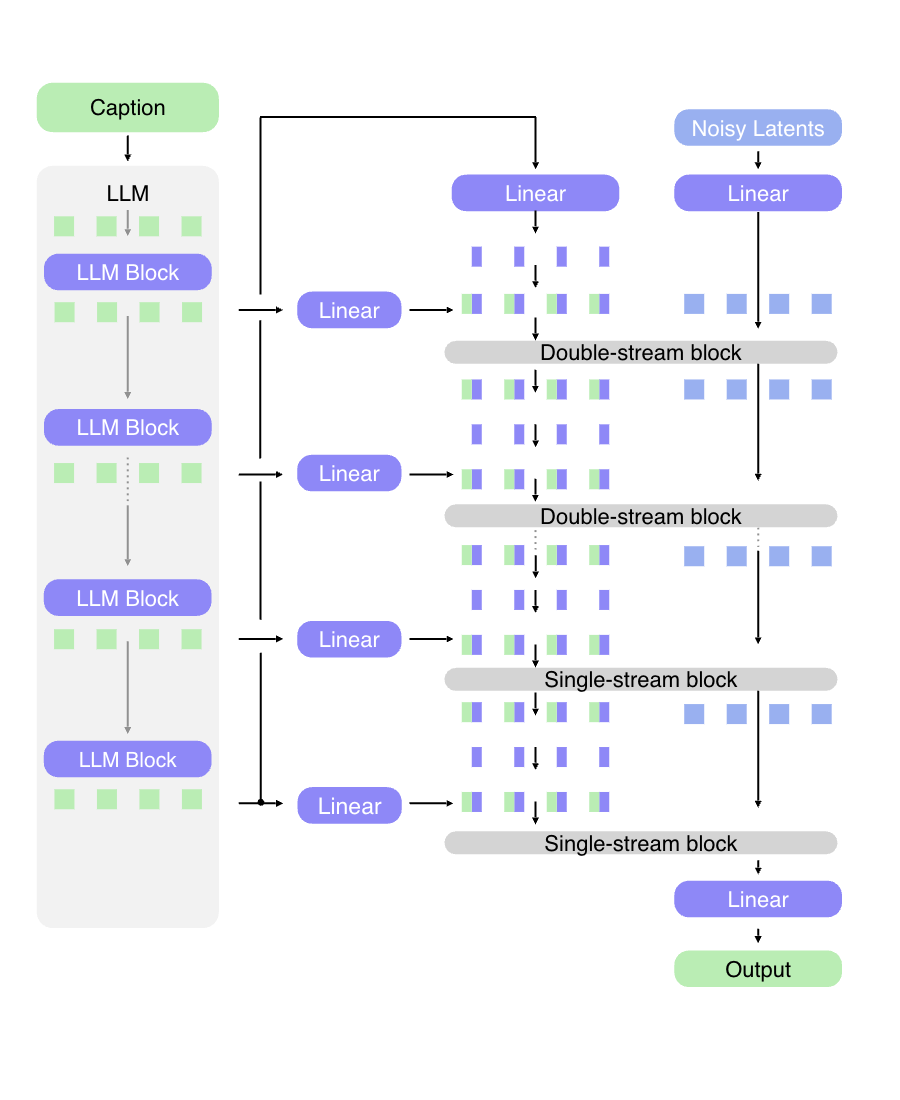 Caption
LLM
LLM Block
LLM Block
LLM Block
LLM Block
Linear
Linear
Linear
Linear
Linear
Double-stream block
Double-stream block
Single-stream block
Single-stream block
Noisy Latents
Linear
Linear
Output